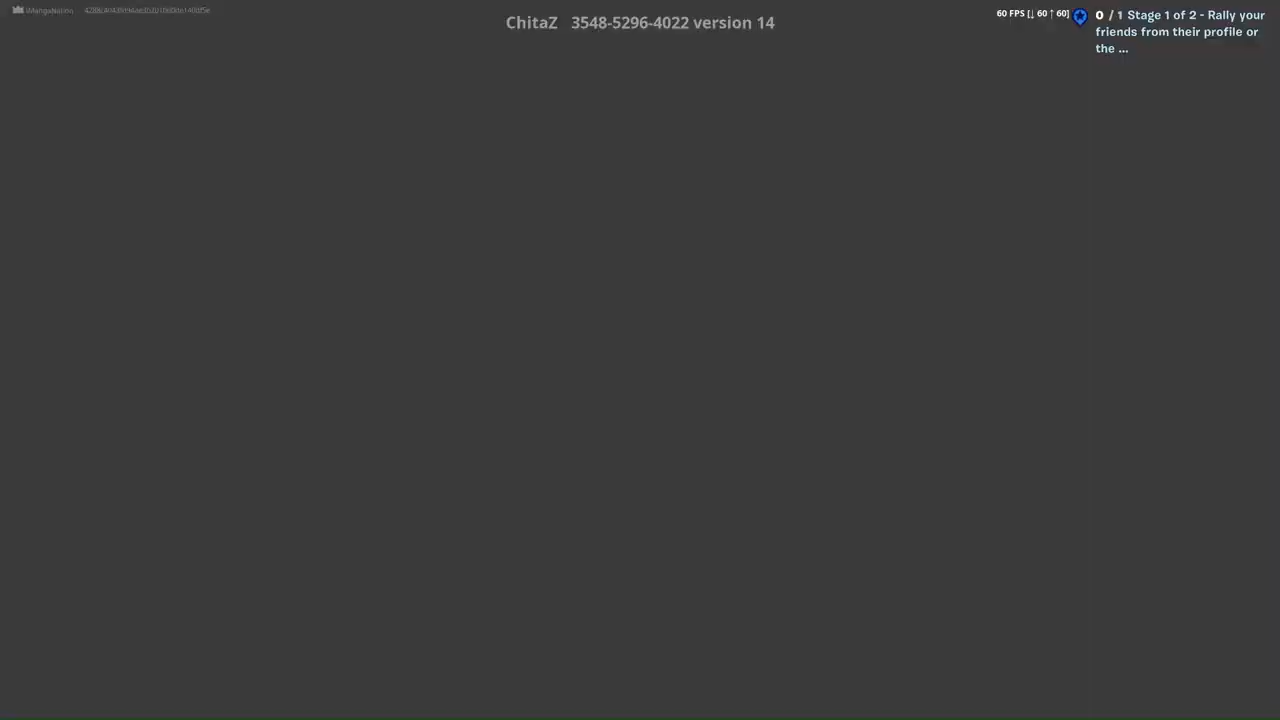 IMangaNation
ChitaZ 3548-5296-4022 version 14
60 FPS [↓ 60 ↑ 60]
0 / 1 Stage 1 of 2 - Rally your
friends from their profile or
the ...